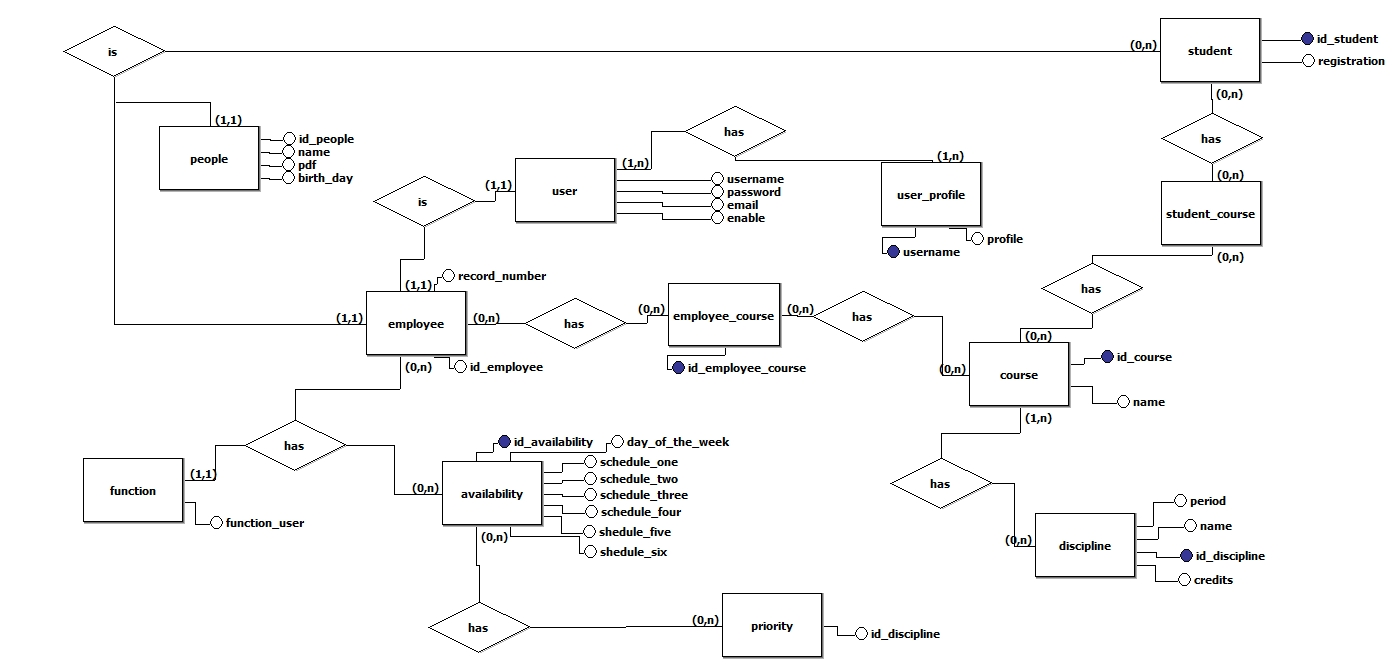 is
(0,n)
student
id_student
registration
(0,n)
has
(0,n)
student_course
(0,n)
(1,1)
people
id_people
name
pdf
birth_day
is
(1,1)
user
(1,n)
username
password
email
enable
has
(1,n)
user_profile
username
profile
has
(1,1)
record_number
(1,1)
employee
(0,n)
id_employee
(0,n)
has
(0,n)
employee_course
(0,n)
id_employee_course
has
(0,n)
(0,n)
course
id_course
name
(1,n)
has
(1,1)
function
function_user
id_availability
day_of_the_week
(0,n)
availability
schedule_one
schedule_two
schedule_three
schedule_four
shedule_five
shedule_six
(0,n)
has
(0,n)
discipline
period
name
id_discipline
credits
has
(0,n)
priority
id_discipline